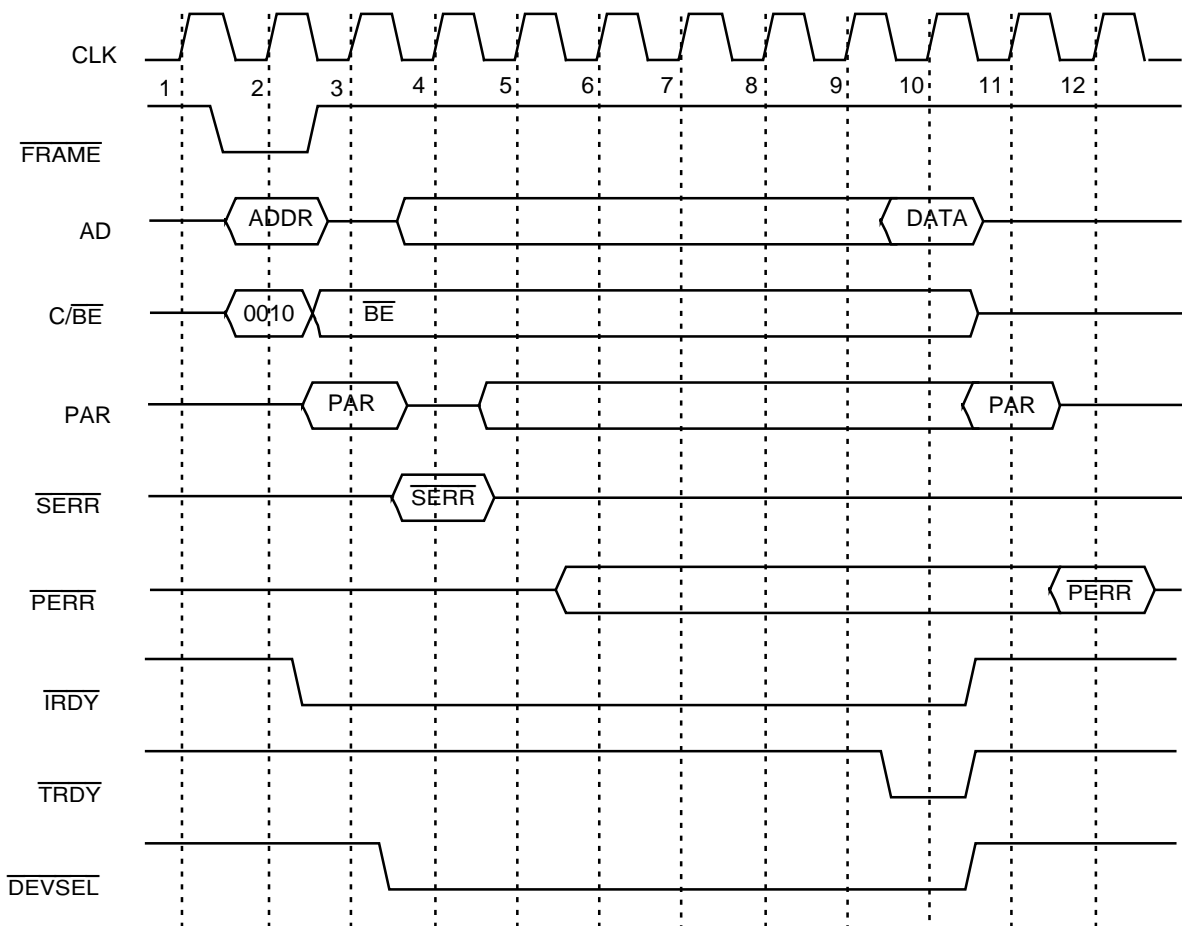 CLK
1 2 3 4 5 6 7 8 9 10 11 12
FRAME
AD ADDR DATA
C/BE 0010 BE
PAR PAR PAR
SERR SERR
PERR PERR
IRDY
TRDY
DEVSEL